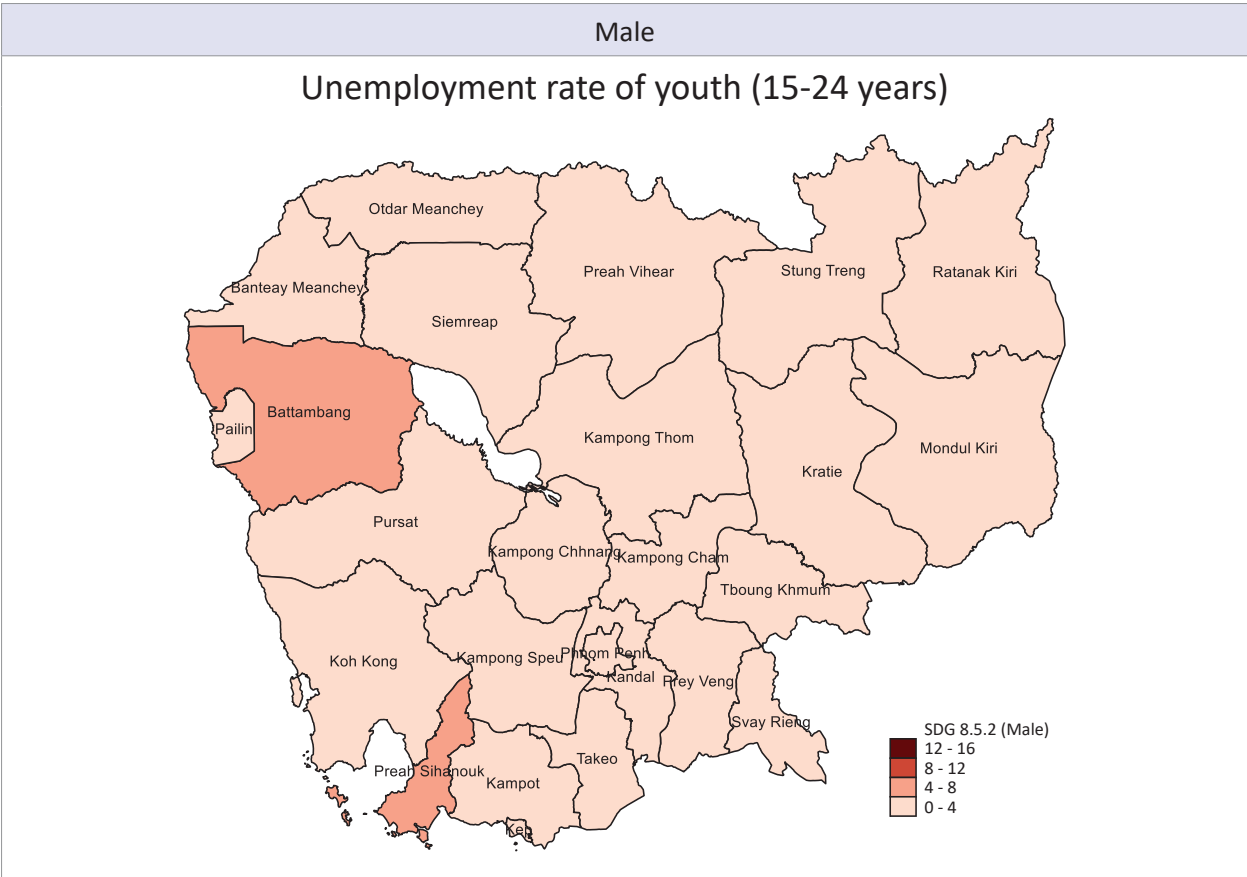 Male
Unemployment rate of youth (15-24 years)
Otdar Meanchey
Preah Vihear
Stung Treng
Ratanak Kiri
Banteay Meanchey
Siemreap
Battambang
Pailin
Kampong Thom
Mondul Kiri
Kratie
Pursat
Kampong Chhnang
Kampong Cham
Tboung Khmum
Koh Kong
Kampong Speu
Phnom Penh
Kandal
Prey Veng
Svay Rieng
Preah Sihanouk
Kampot
Takeo
Kep
SDG 8.5.2 (Male)
12 - 16
8 - 12
4 - 8
0 - 4